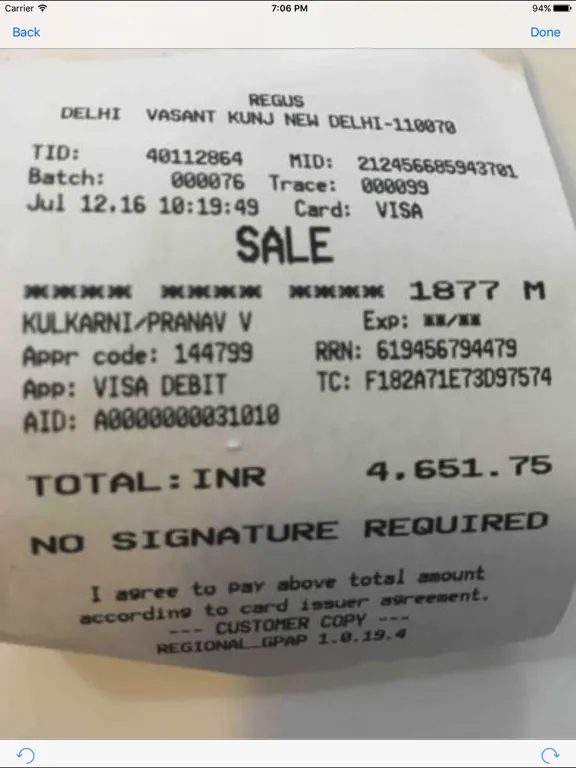 Carrier 7:06 PM 94%
Back Done
REGUS
DELHI VASANT KUNJ NEW DELHI-110070
TID: 40112864 MID: 212456685943701
Batch: 000076 Trace: 000099
Jul 12,16 10:19:49 Card: VISA
SALE
**** **** **** 1877 M
KULKARNI/PRANAV V Exp: **/**
Appr code: 144799 RRN: 619456794479
App: VISA DEBIT TC: F182A71E73D97574
AID: A0000000031010
TOTAL:INR 4,651.75
NO SIGNATURE REQUIRED
I agree to pay above total amount
according to card issuer agreement.
--- CUSTOMER COPY ---
REGIONAL_GPAP 1.0.19.4